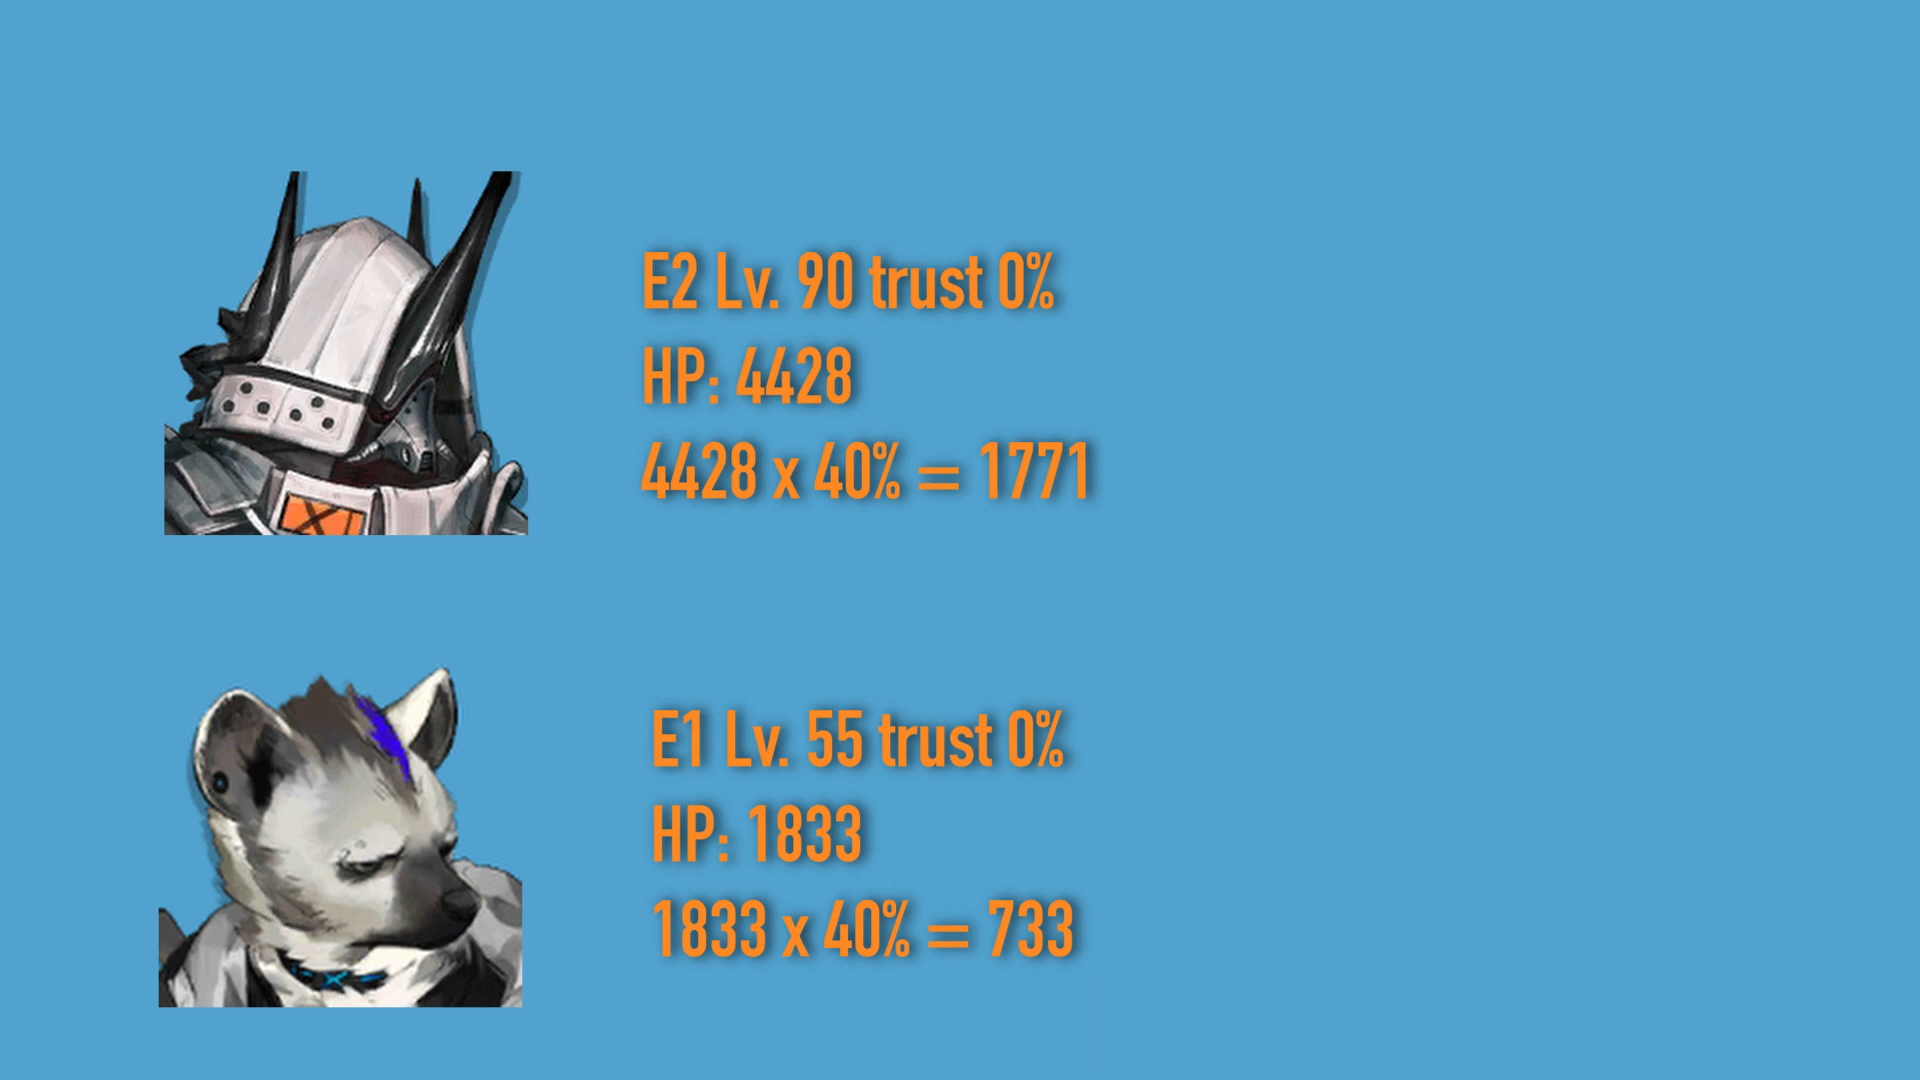 E2 Lv. 90 trust 0%
HP: 4428
4428 x 40% = 1771
E1 Lv. 55 trust 0%
HP: 1833
1833 x 40% = 733